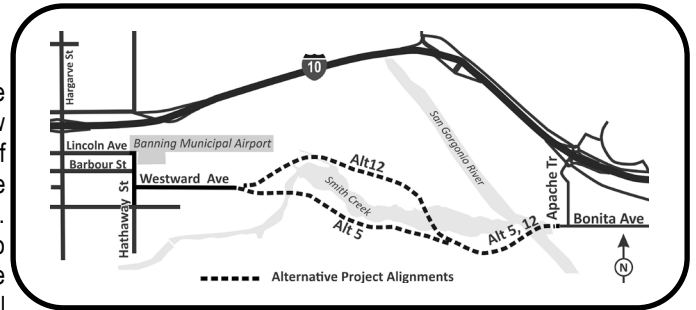 10
Hargarve St
Lincoln Ave
Banning Municipal Airport
Barbour St
Westward Ave
Hathaway St
Alt12
Smith Creek
Alt 5
San Gorgonio River
Alt 5, 12
Apache Tr
Bonita Ave
N
Alternative Project Alignments